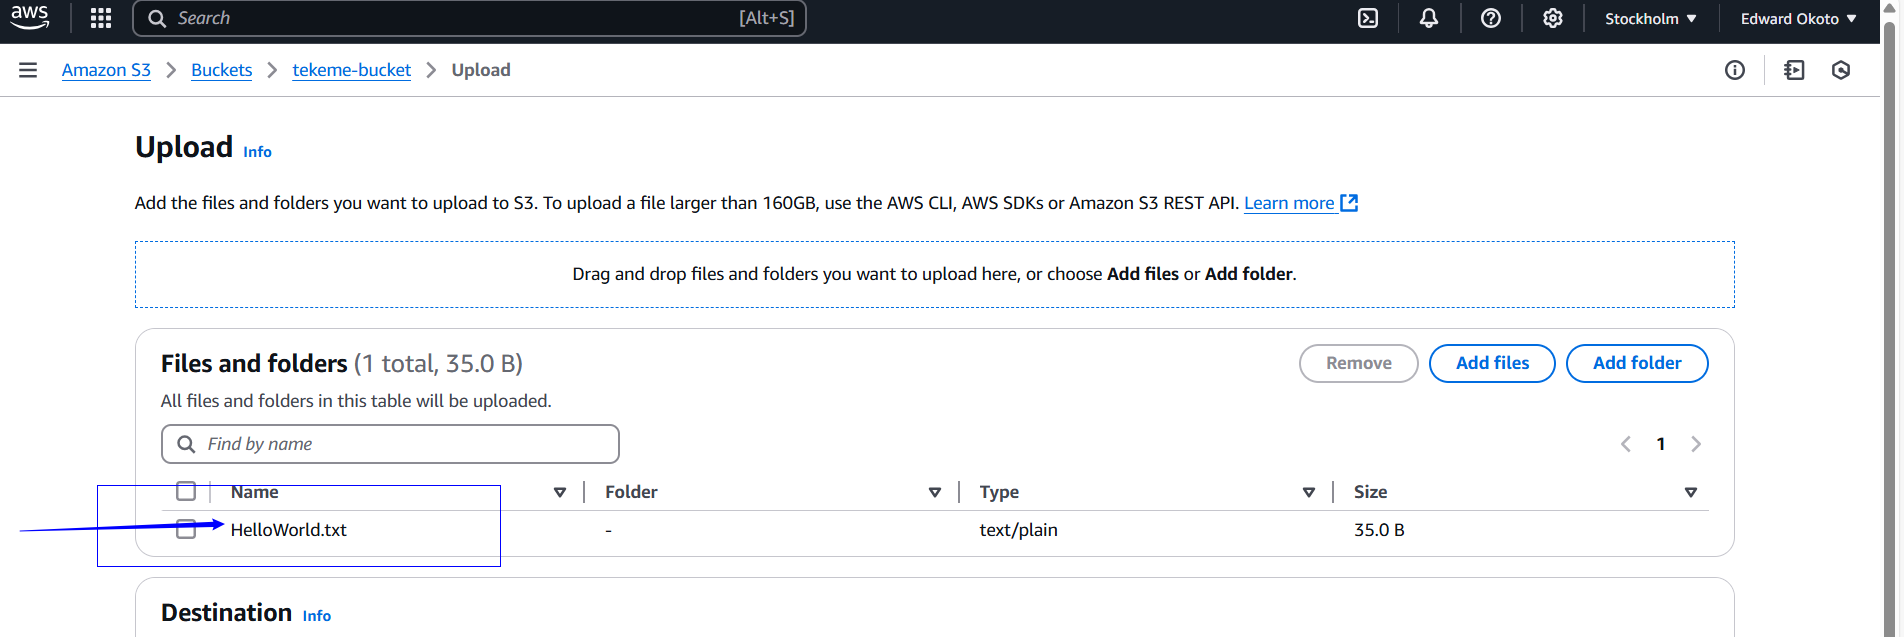 aws Search [Alt+S] Stockholm Edward Okoto
Amazon S3 Buckets tekeme-bucket Upload
Upload Info
Add the files and folders you want to upload to S3. To upload a file larger than 160GB, use the AWS CLI, AWS SDKs or Amazon S3 REST API. Learn more
Drag and drop files and folders you want to upload here, or choose Add files or Add folder.
Files and folders (1 total, 35.0 B) Remove Add files Add folder
All files and folders in this table will be uploaded.
Find by name 1
Name Folder Type Size
HelloWorld.txt - text/plain 35.0 B
Destination Info